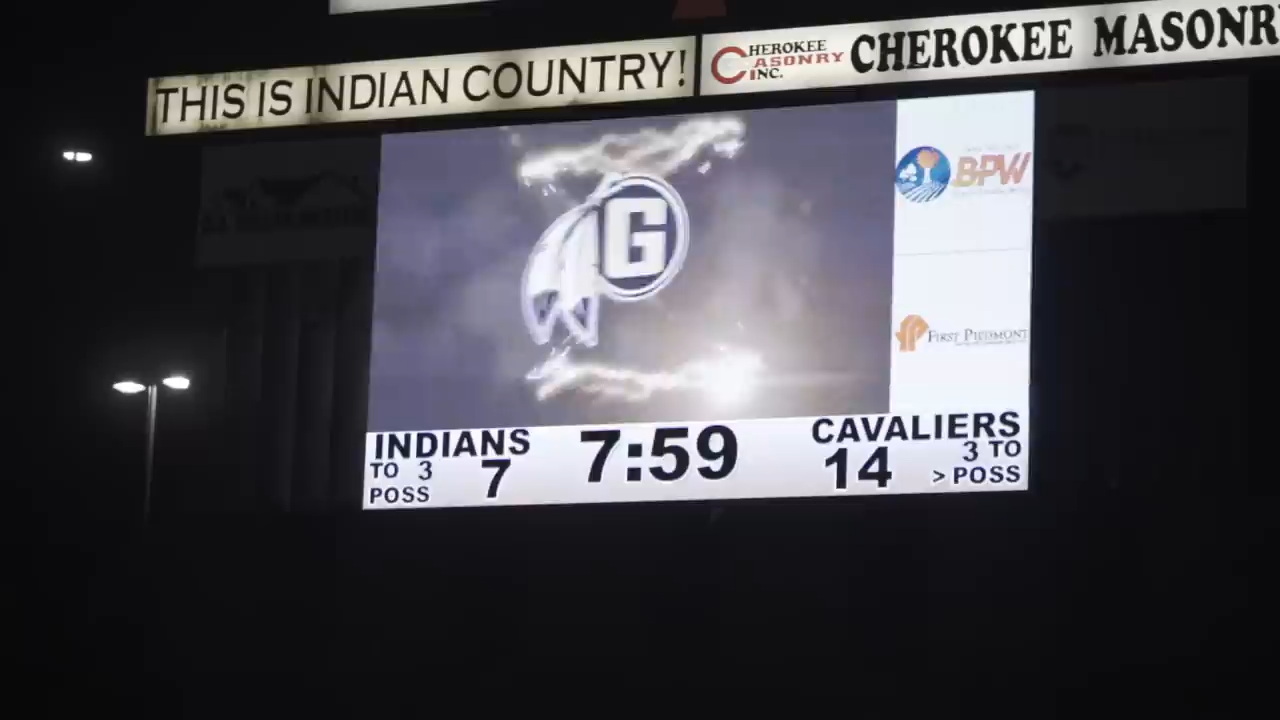 THIS IS INDIAN COUNTRY!
CHEROKEE
MASONRY
INC.
CHEROKEE MASONR
G
BPW
FIRST PIEDMONT
INDIANS
TO 3
7
POSS
7:59
CAVALIERS
14
3 TO
> POSS